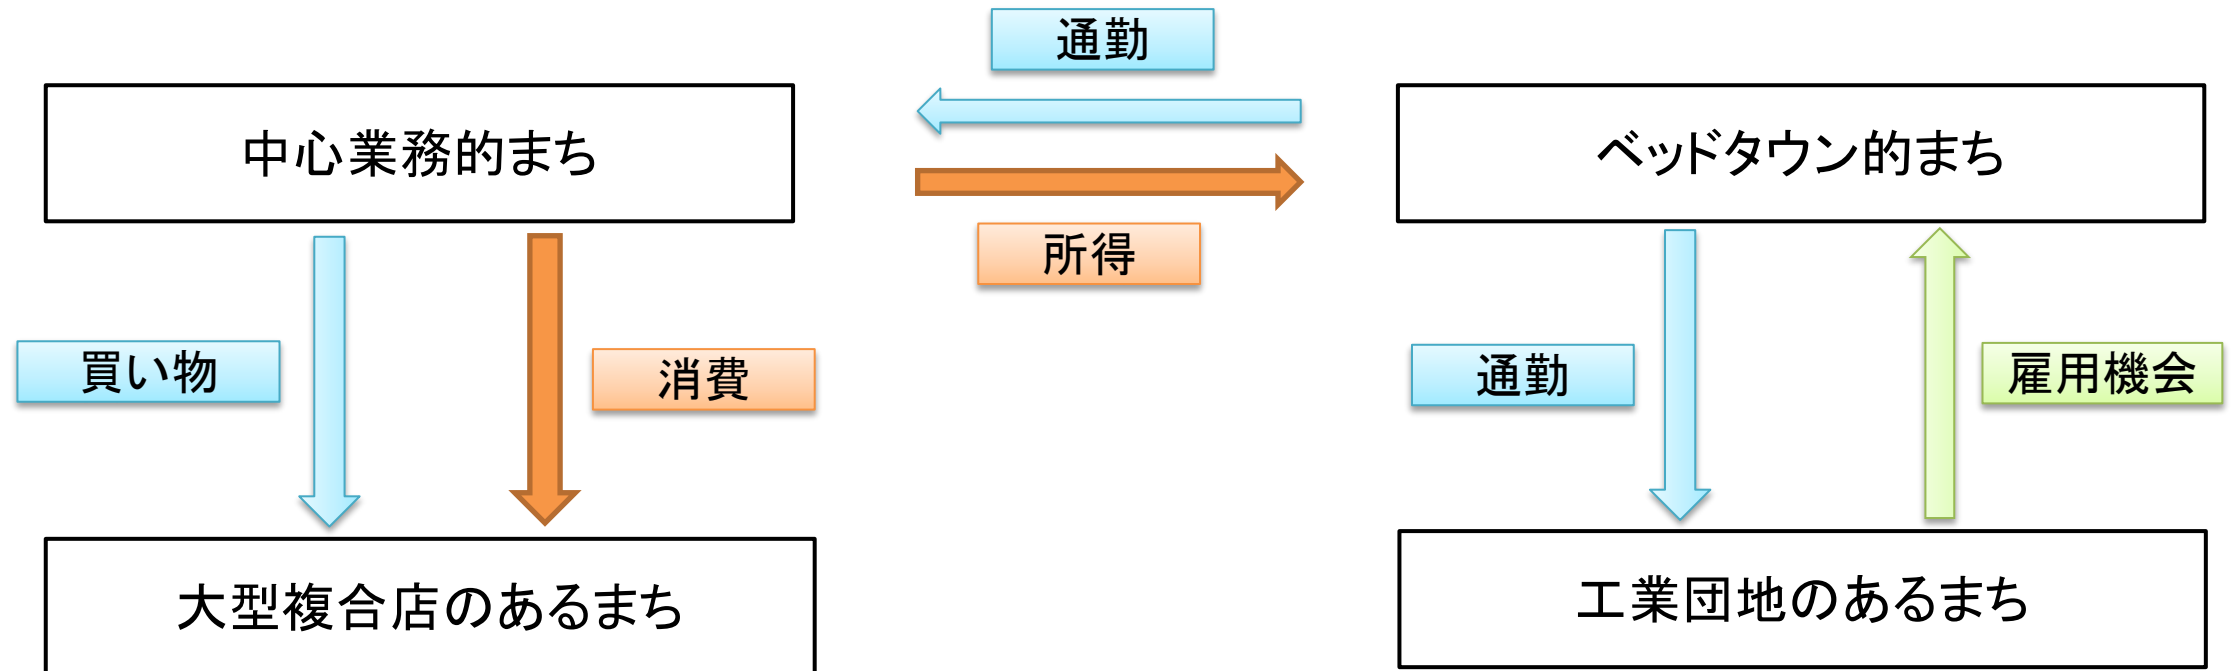 通勤
中心業務的まち
ベッドタウン的まち
所得
買い物
消費
通勤
雇用機会
大型複合店のあるまち
工業団地のあるまち